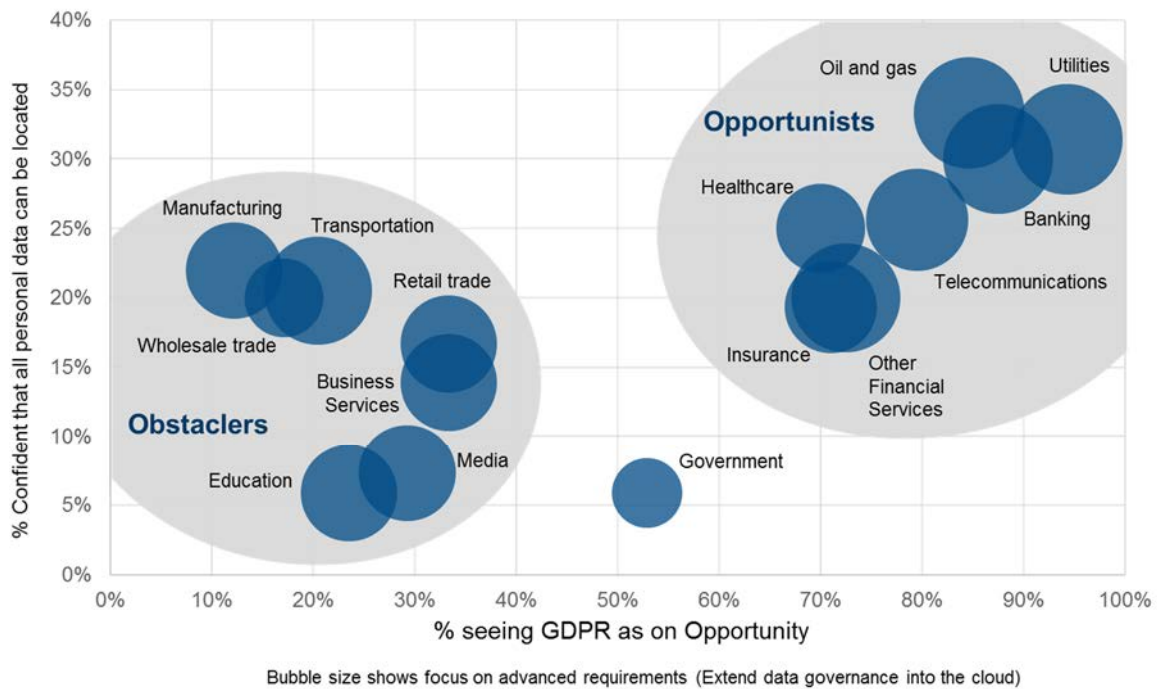 40%
35%
30%
25%
20%
15%
10%
5%
0%
% Confident that all personal data can be located
Oil and gas
Utilities
Opportunists
Healthcare
Banking
Telecommunications
Insurance
Other
Financial
Services
Manufacturing
Transportation
Retail trade
Wholesale trade
Business
Services
Obstaclers
Education
Media
Government
0%
10%
20%
30%
40%
50%
60%
70%
80%
90%
100%
% seeing GDPR as on Opportunity
Bubble size shows focus on advanced requirements (Extend data governance into the cloud)